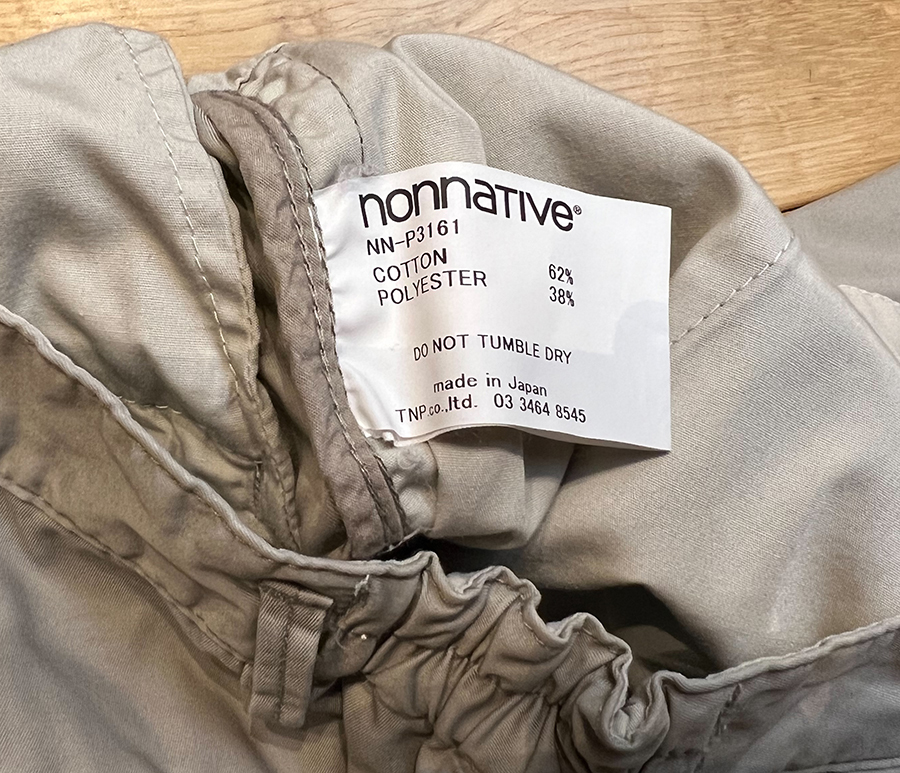 nonnative®
NN-P3161
COTTON 62%
POLYESTER 38%
DO NOT TUMBLE DRY
made in Japan
TNP.co.,ltd. 03 3464 8545